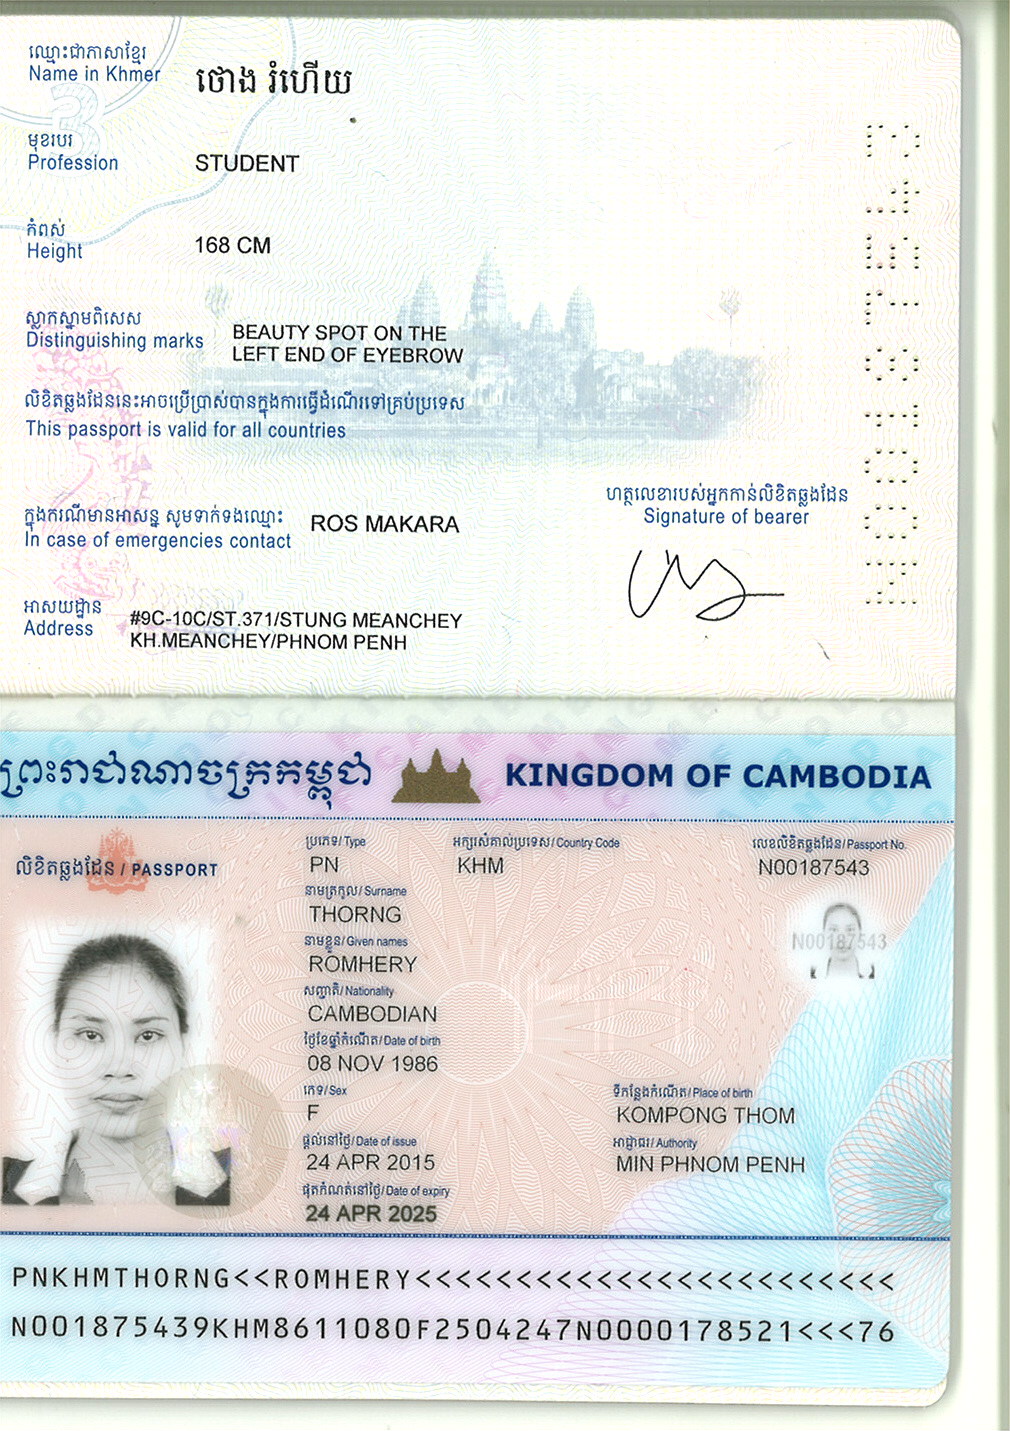 ឈ្មោះជាភាសាខ្មែរ
Name in Khmer
ថោង រំហើយ
មុខរបរ
Profession
STUDENT
កំពស់
Height
168 CM
ស្លាកស្នាមពិសេស
Distinguishing marks
BEAUTY SPOT ON THE
LEFT END OF EYEBROW
លិខិតឆ្លងដែននេះអាចប្រើប្រាស់បានក្នុងការធ្វើដំណើរទៅគ្រប់ប្រទេស
This passport is valid for all countries
ក្នុងករណីមានអាសន្ន សូមទាក់ទងឈ្មោះ
In case of emergencies contact
ROS MAKARA
អាសយដ្ឋាន
Address
#9C-10C/ST.371/STUNG MEANCHEY
KH.MEANCHEY/PHNOM PENH
ហត្ថលេខារបស់អ្នកកាន់លិខិតឆ្លងដែន
Signature of bearer
N00187543
ព្រះរាជាណាចក្រកម្ពុជា
KINGDOM OF CAMBODIA
លិខិតឆ្លងដែន / PASSPORT
ប្រភេទ/Type
PN
អក្សរសំគាល់ប្រទេស/Country Code
KHM
លេខលិខិតឆ្លងដែន/Passport No.
N00187543
នាមត្រកូល/Surname
THORNG
នាមខ្លួន/Given names
ROMHERY
N00187543
សញ្ជាតិ/Nationality
CAMBODIAN
ថ្ងៃខែឆ្នាំកំណើត/Date of birth
08 NOV 1986
ភេទ/Sex
F
ទីកន្លែងកំណើត/Place of birth
KOMPONG THOM
ផ្តល់នៅថ្ងៃ/Date of issue
24 APR 2015
អាជ្ញាធរ/Authority
MIN PHNOM PENH
ផុតកំណត់នៅថ្ងៃ/Date of expiry
24 APR 2025
PNKHMTHORNG<<ROMHERY<<<<<<<<<<<<<<<<<<<<<<<<
N001875439KHM8611080F2504247N0000178521<<<76